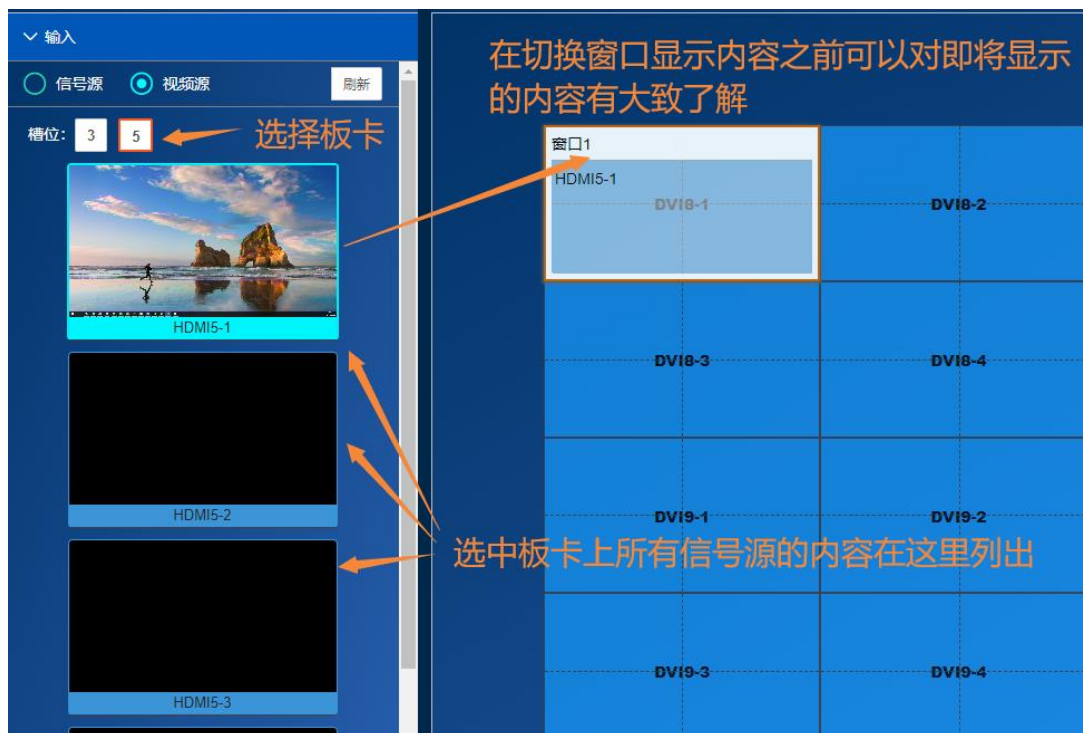 输入
信号源 视频源 刷新
槽位： 3 5 选择板卡
HDMI5-1
HDMI5-2
HDMI5-3
在切换窗口显示内容之前可以对即将显示
的内容有大致了解
窗口1
HDMI5-1
DVI8-1 DVI8-2
DVI8-3 DVI8-4
DVI9-1 DVI9-2
选中板卡上所有信号源的内容在这里列出
DVI9-3 DVI9-4